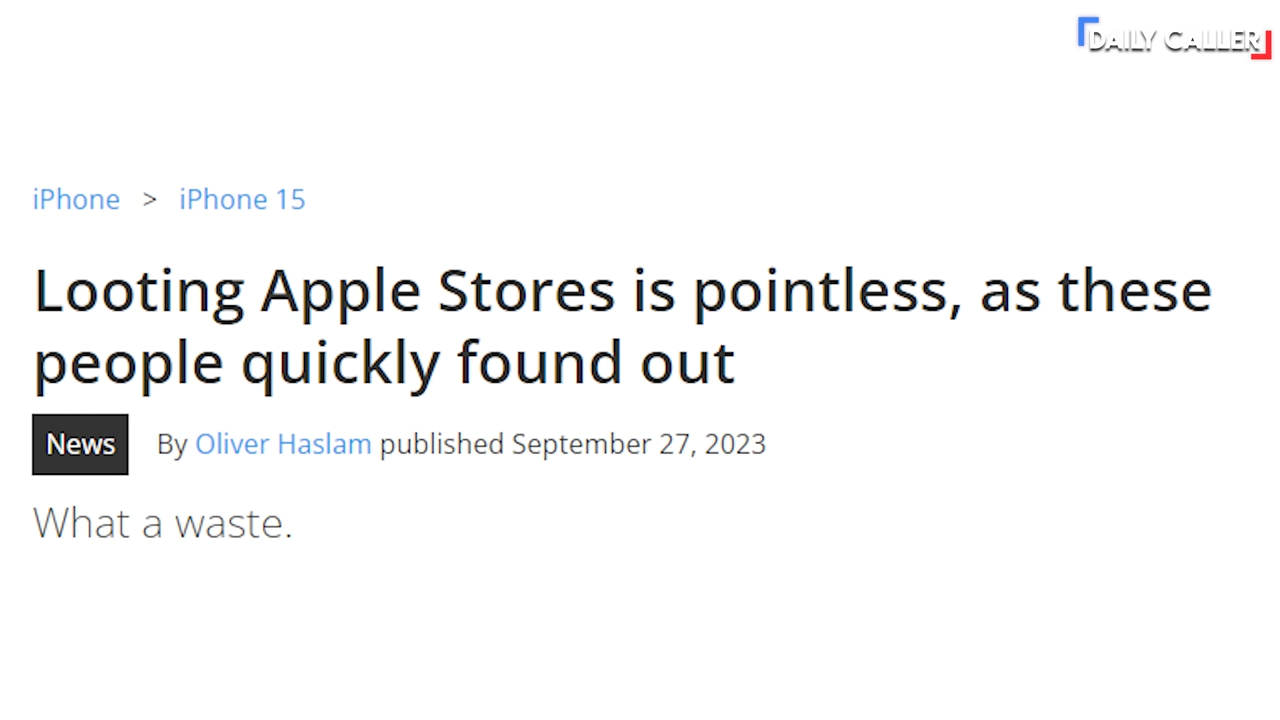 DAILY CALLER
iPhone > iPhone 15
Looting Apple Stores is pointless, as these
people quickly found out
News By Oliver Haslam published September 27, 2023
What a waste.